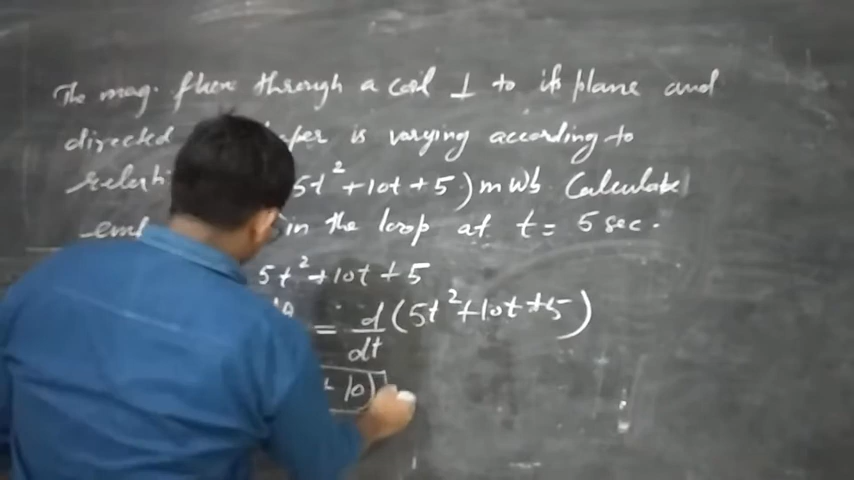 The mag. flux through a coil ⊥ to its plane and
directed paper is varying according to
relati 5t² + 10t + 5) mWb. Calculate
emf in the loop at t = 5 sec.
5t² + 10t + 5
= d/dt (5t² + 10t + 5)
+ 10)